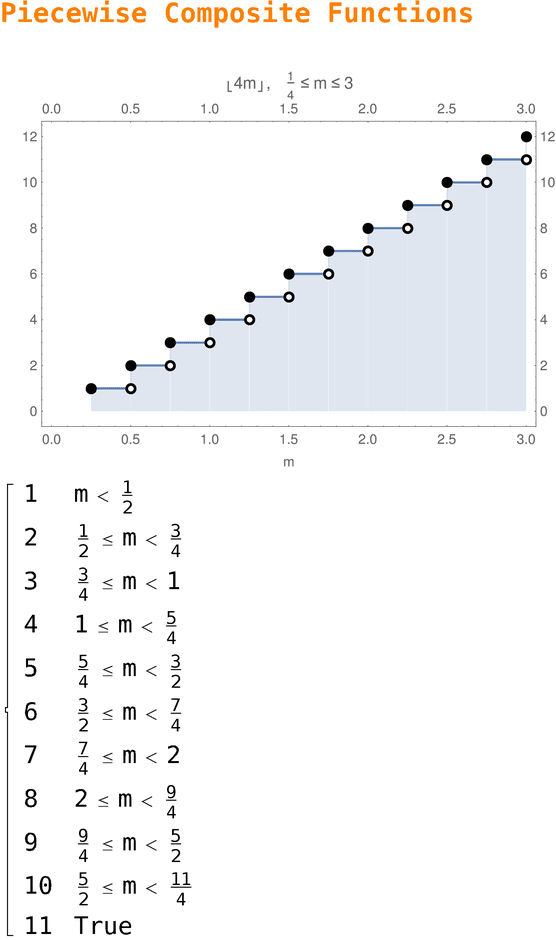 Piecewise Composite Functions
⌊4m⌋, 1/4 ≤ m ≤ 3
0.0 0.5 1.0 1.5 2.0 2.5 3.0
12 12
10 10
8 8
6 6
4 4
2 2
0 0
0.0 0.5 1.0 1.5 2.0 2.5 3.0
m
1 m < 1/2
2 1/2 ≤ m < 3/4
3 3/4 ≤ m < 1
4 1 ≤ m < 5/4
5 5/4 ≤ m < 3/2
6 3/2 ≤ m < 7/4
7 7/4 ≤ m < 2
8 2 ≤ m < 9/4
9 9/4 ≤ m < 5/2
10 5/2 ≤ m < 11/4
11 True